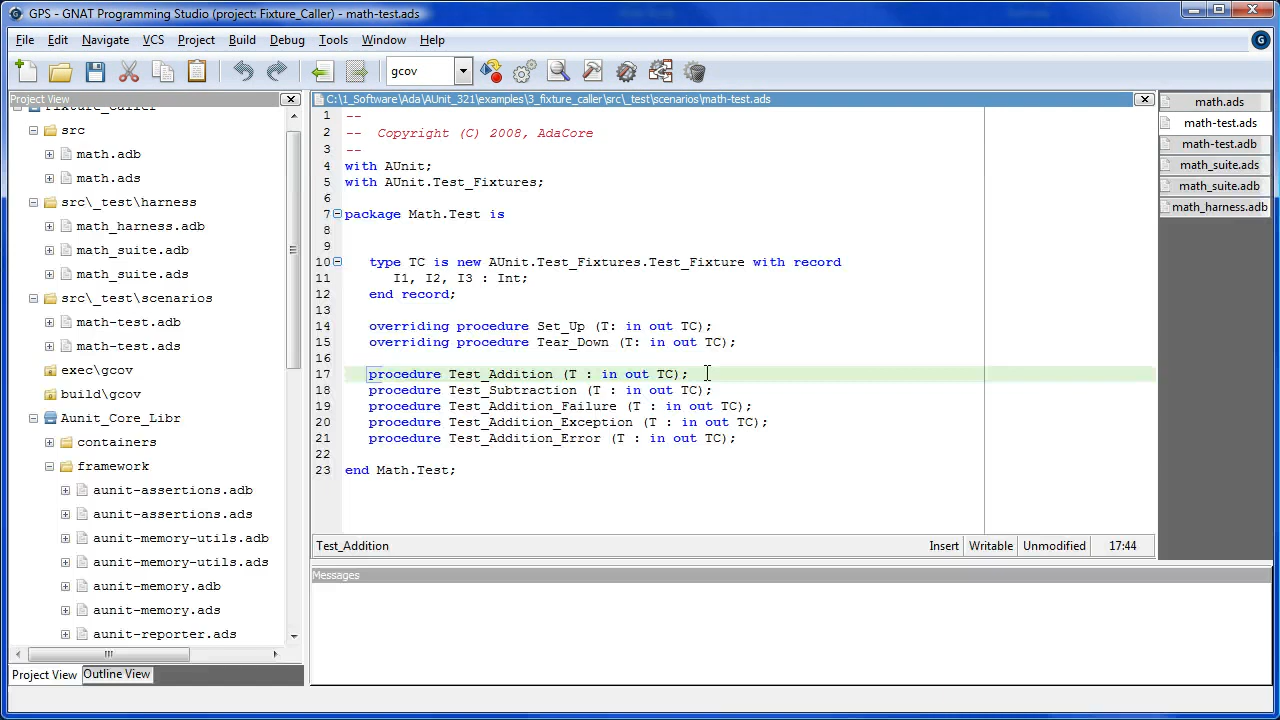 GPS - GNAT Programming Studio (project: Fixture_Caller) - math-test.ads
File Edit Navigate VCS Project Build Debug Tools Window Help
gcov
Project View
Fixture_Caller
src
math.adb
math.ads
src\_test\harness
math_harness.adb
math_suite.adb
math_suite.ads
src\_test\scenarios
math-test.adb
math-test.ads
exec\gcov
build\gcov
Aunit_Core_Libr
containers
framework
aunit-assertions.adb
aunit-assertions.ads
aunit-memory-utils.adb
aunit-memory-utils.ads
aunit-memory.adb
aunit-memory.ads
aunit-reporter.ads
Project View Outline View
C:\1_Software\Ada\AUnit_321\examples\3_fixture_caller\src\_test\scenarios\math-test.ads
1 --
2 -- Copyright (C) 2008, AdaCore
3 --
4 with AUnit;
5 with AUnit.Test_Fixtures;
6
7 package Math.Test is
8
9
10 type TC is new AUnit.Test_Fixtures.Test_Fixture with record
11 I1, I2, I3 : Int;
12 end record;
13
14 overriding procedure Set_Up (T: in out TC);
15 overriding procedure Tear_Down (T: in out TC);
16
17 procedure Test_Addition (T : in out TC);
18 procedure Test_Subtraction (T : in out TC);
19 procedure Test_Addition_Failure (T : in out TC);
20 procedure Test_Addition_Exception (T : in out TC);
21 procedure Test_Addition_Error (T : in out TC);
22
23 end Math.Test;
Test_Addition Insert Writable Unmodified 17:44
Messages
math.ads
math-test.ads
math-test.adb
math_suite.ads
math_suite.adb
math_harness.adb